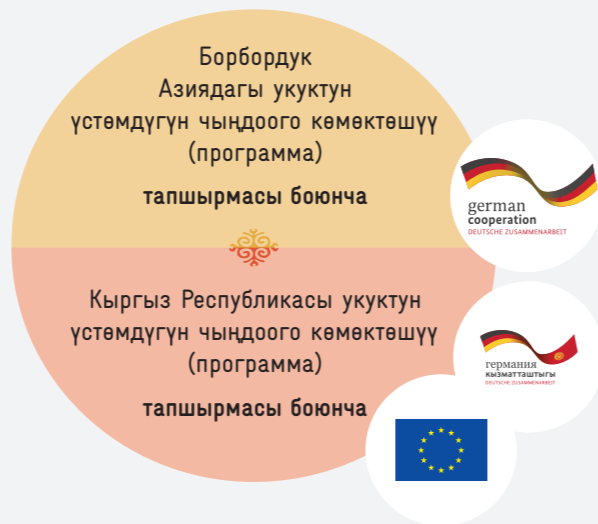 Борбордук
Азиядагы укуктун
үстөмдүгүн чыңдоого көмөктөшүү
(программа)
тапшырмасы боюнча
german
cooperation
DEUTSCHE ZUSAMMENARBEIT
Кыргыз Республикасы укуктун
үстөмдүгүн чыңдоого көмөктөшүү
(программа)
тапшырмасы боюнча
германия
кызматташтыгы
DEUTSCHE ZUSAMMENARBEIT